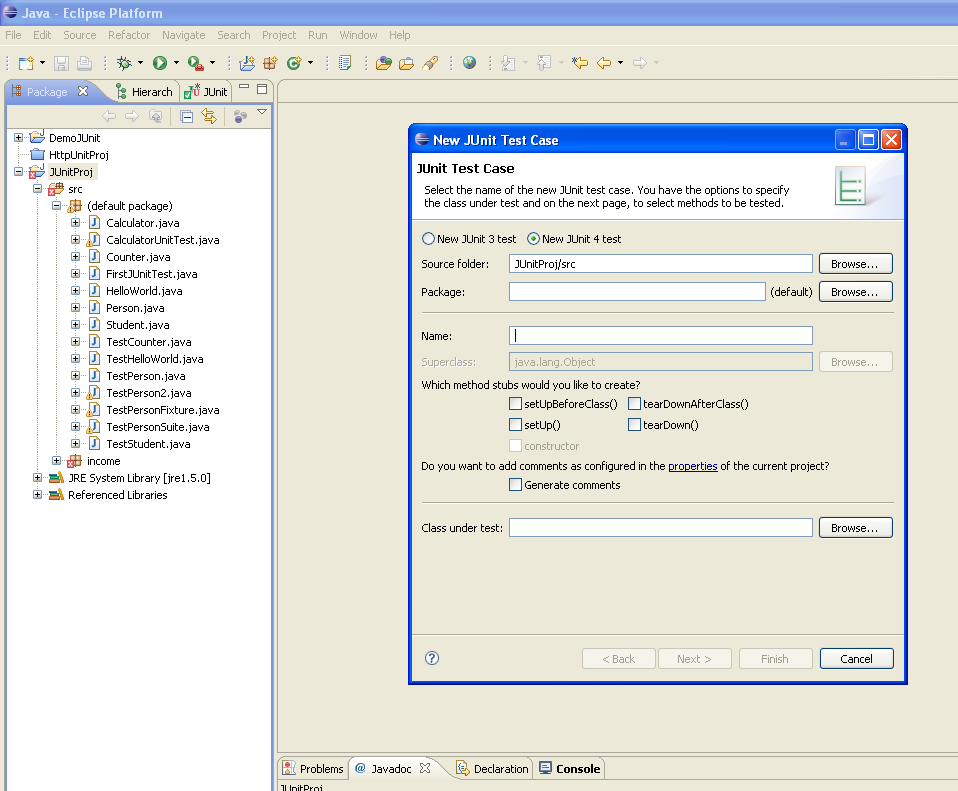 Java - Eclipse Platform
File Edit Source Refactor Navigate Search Project Run Window Help
Package Hierarch JUnit
DemoJUnit
HttpUnitProj
JUnitProj
src
(default package)
Calculator.java
CalculatorUnitTest.java
Counter.java
FirstJUnitTest.java
HelloWorld.java
Person.java
Student.java
TestCounter.java
TestHelloWorld.java
TestPerson.java
TestPerson2.java
TestPersonFixture.java
TestPersonSuite.java
TestStudent.java
income
JRE System Library [jre1.5.0]
Referenced Libraries
New JUnit Test Case
JUnit Test Case
Select the name of the new JUnit test case. You have the options to specify
the class under test and on the next page, to select methods to be tested.
New JUnit 3 test New JUnit 4 test
Source folder: JUnitProj/src Browse...
Package: (default) Browse...
Name:
Superclass: java.lang.Object Browse...
Which method stubs would you like to create?
setUpBeforeClass() tearDownAfterClass()
setUp() tearDown()
constructor
Do you want to add comments as configured in the properties of the current project?
Generate comments
Class under test: Browse...
? < Back Next > Finish Cancel
Problems @ Javadoc Declaration Console
JUnitProj